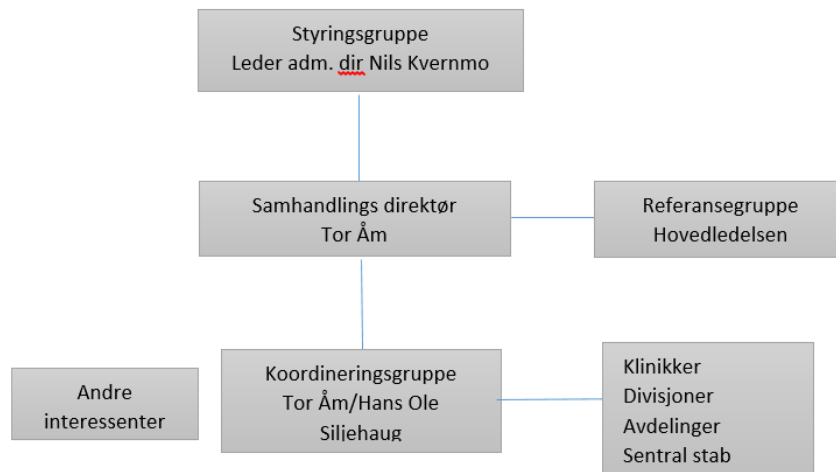 Styringsgruppe
Leder adm. dir Nils Kvernmo
Samhandlings direktør
Tor Åm
Referansegruppe
Hovedledelsen
Andre
interessenter
Koordineringsgruppe
Tor Åm/Hans Ole
Siljehaug
Klinikker
Divisjoner
Avdelinger
Sentral stab